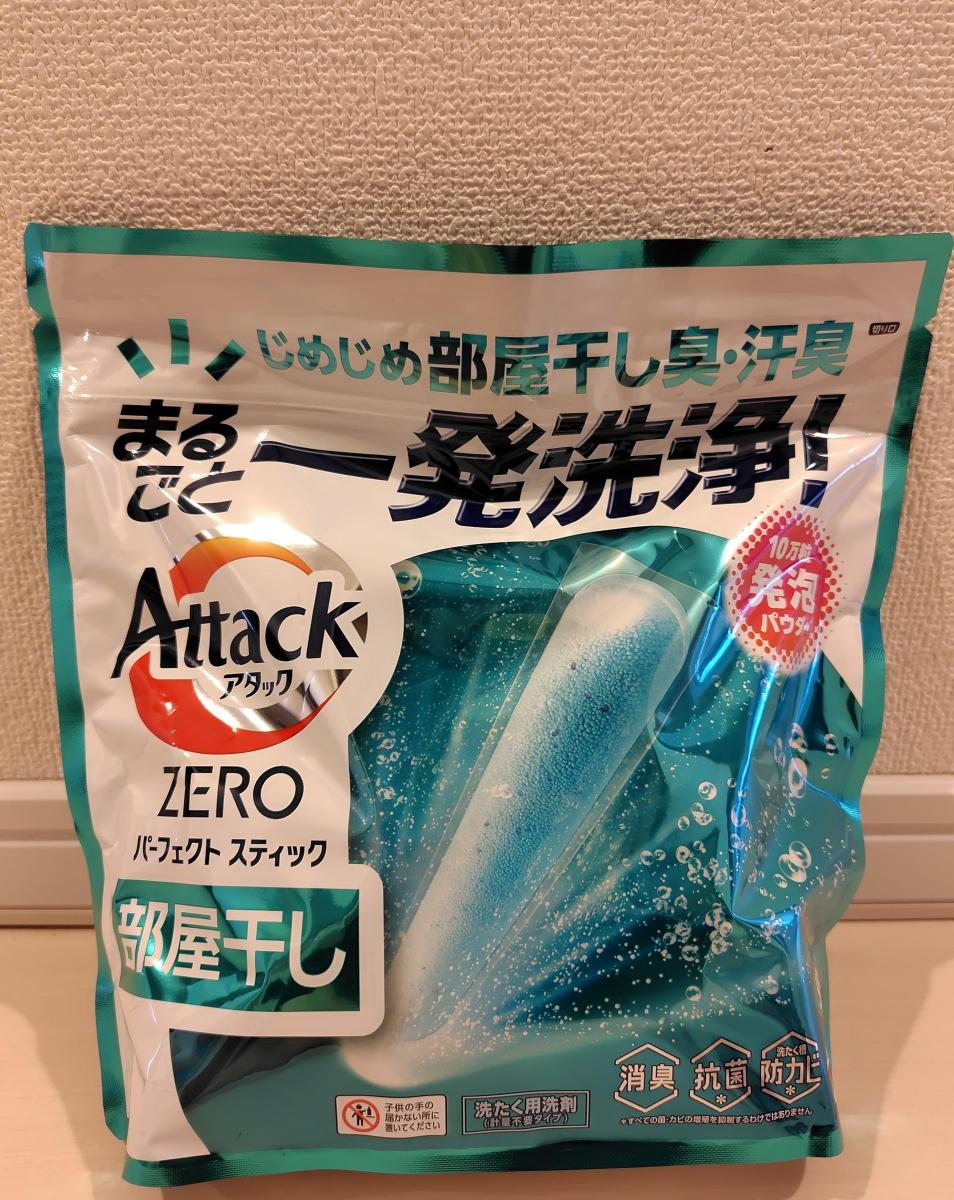 切り口
じめじめ部屋干し臭・汗臭
まるごと
一発洗浄!
10万粒
発泡
パウダー
Attack
アタック
ZERO
パーフェクト スティック
部屋干し
消臭
抗菌
*
洗たく槽
防カビ
*
子供の手の
届かない所に
置いてください
洗たく用洗剤
(計量不要タイプ)
*すべての菌・カビの増殖を抑制するわけではありません